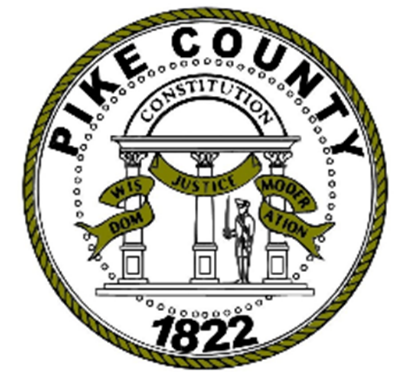 PIKE COUNTY
CONSTITUTION
WIS
DOM
JUSTICE
MODER
ATION
1822